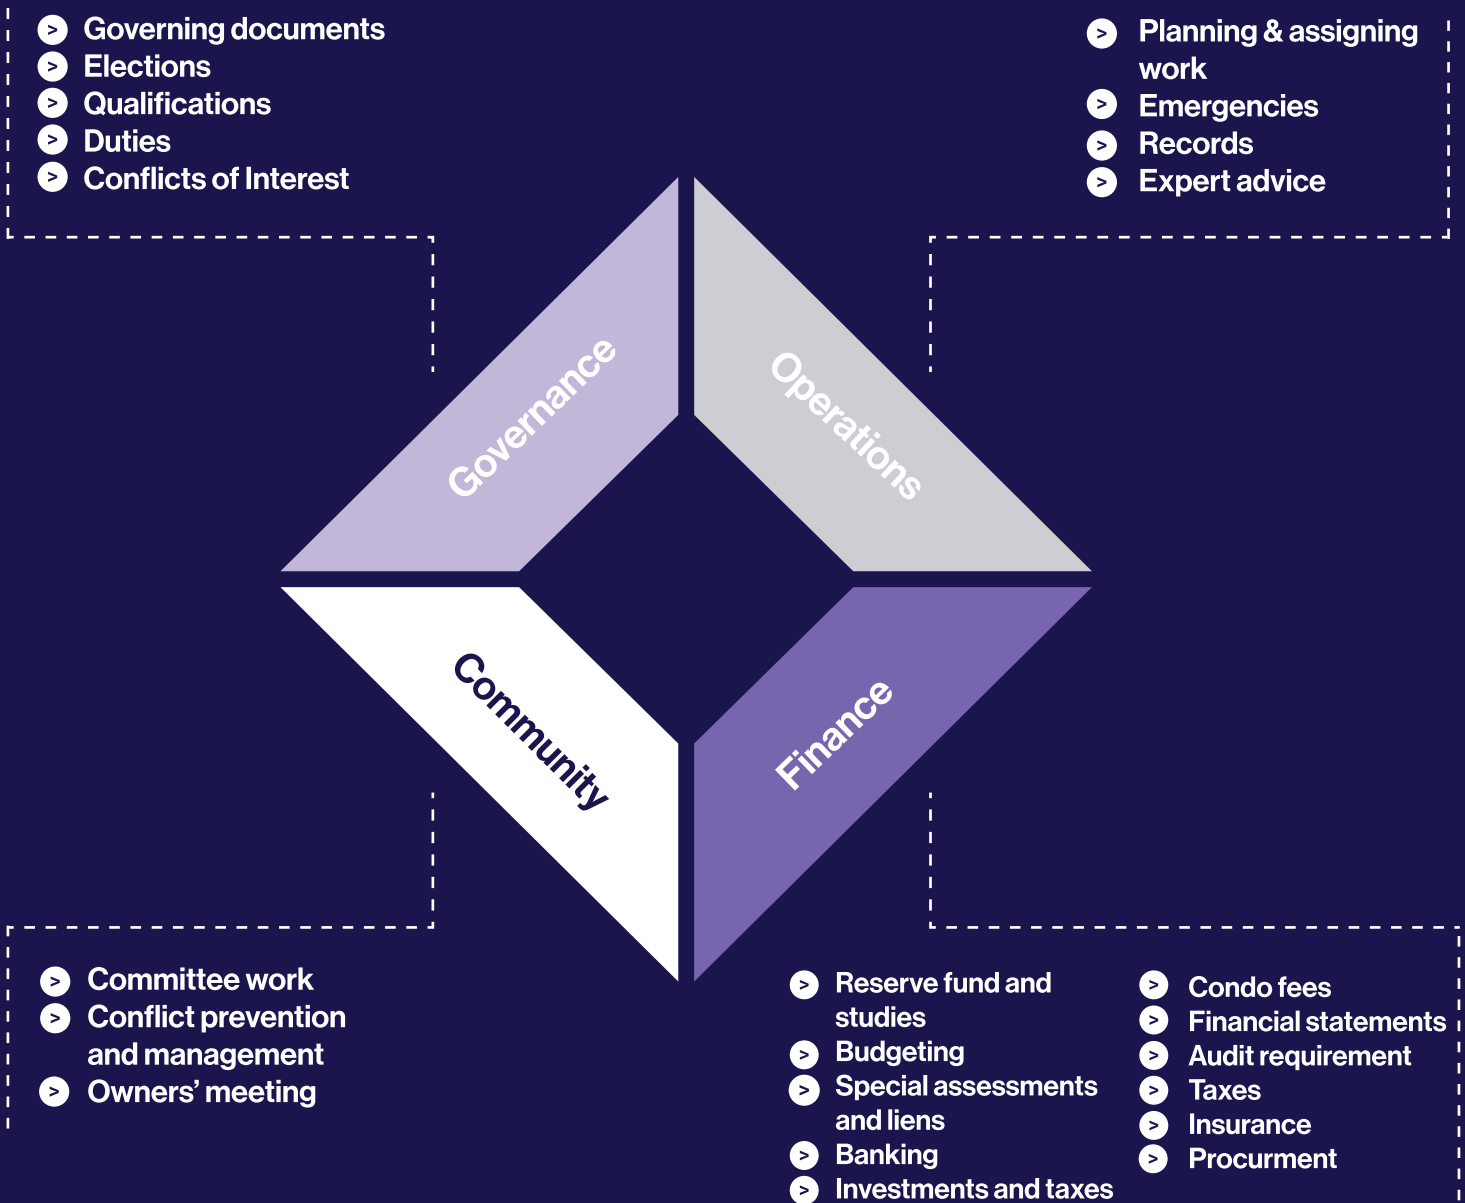 Governing documents
Elections
Qualifications
Duties
Conflicts of Interest
Planning & assigning
work
Emergencies
Records
Expert advice
Governance
Operations
Community
Finance
Committee work
Conflict prevention
and management
Owners’ meeting
Reserve fund and
studies
Budgeting
Special assessments
and liens
Banking
Investments and taxes
Condo fees
Financial statements
Audit requirement
Taxes
Insurance
Procurment